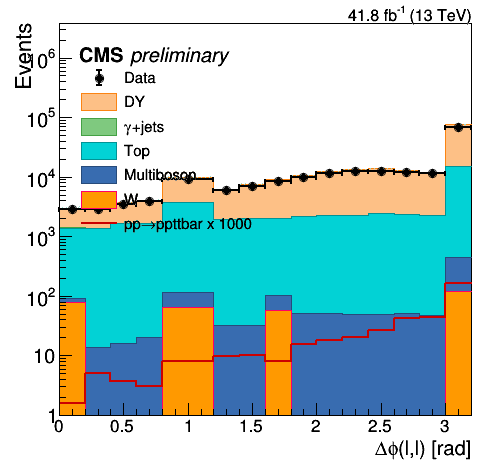 41.8 fb⁻¹ (13 TeV)
Events
CMS preliminary
Data
DY
γ+jets
Top
Multiboson
W
pp→ppttbar x 1000
10⁶
10⁵
10⁴
10³
10²
10
1
0 0.5 1 1.5 2 2.5 3
Δϕ(l,l) [rad]